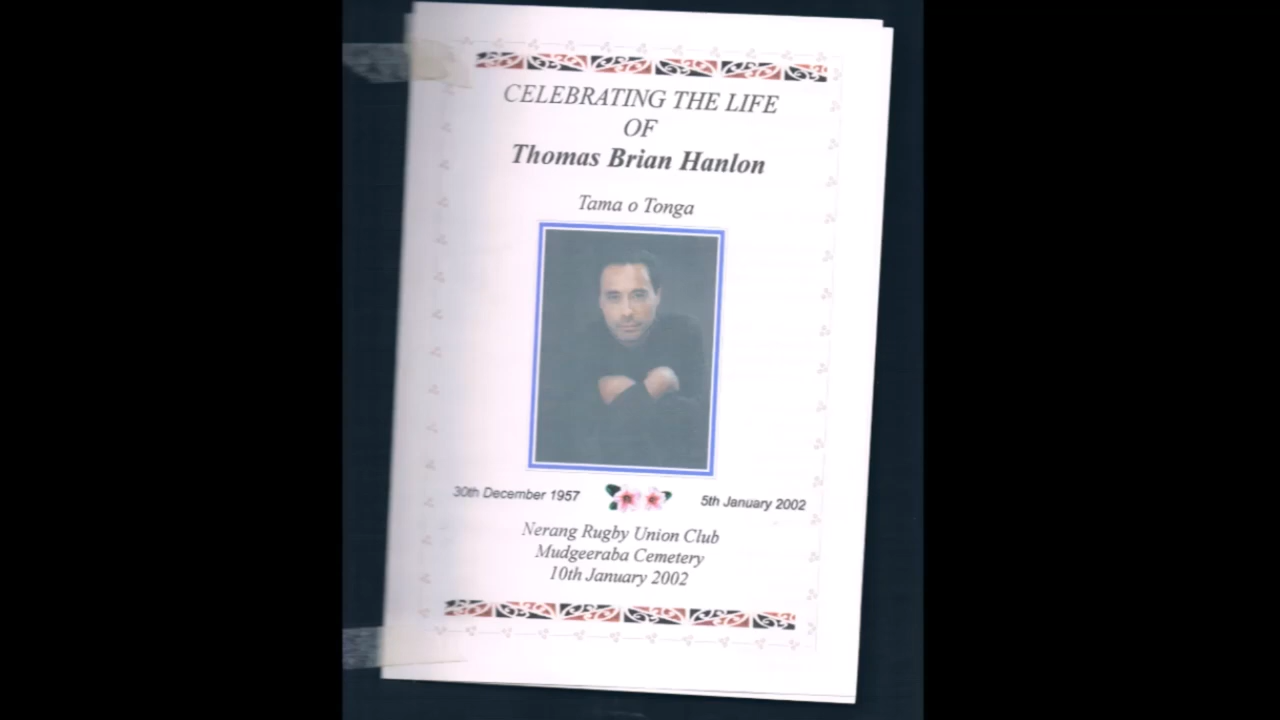 CELEBRATING THE LIFE
OF
Thomas Brian Hanlon
Tama o Tonga
30th December 1957
5th January 2002
Nerang Rugby Union Club
Mudgeeraba Cemetery
10th January 2002